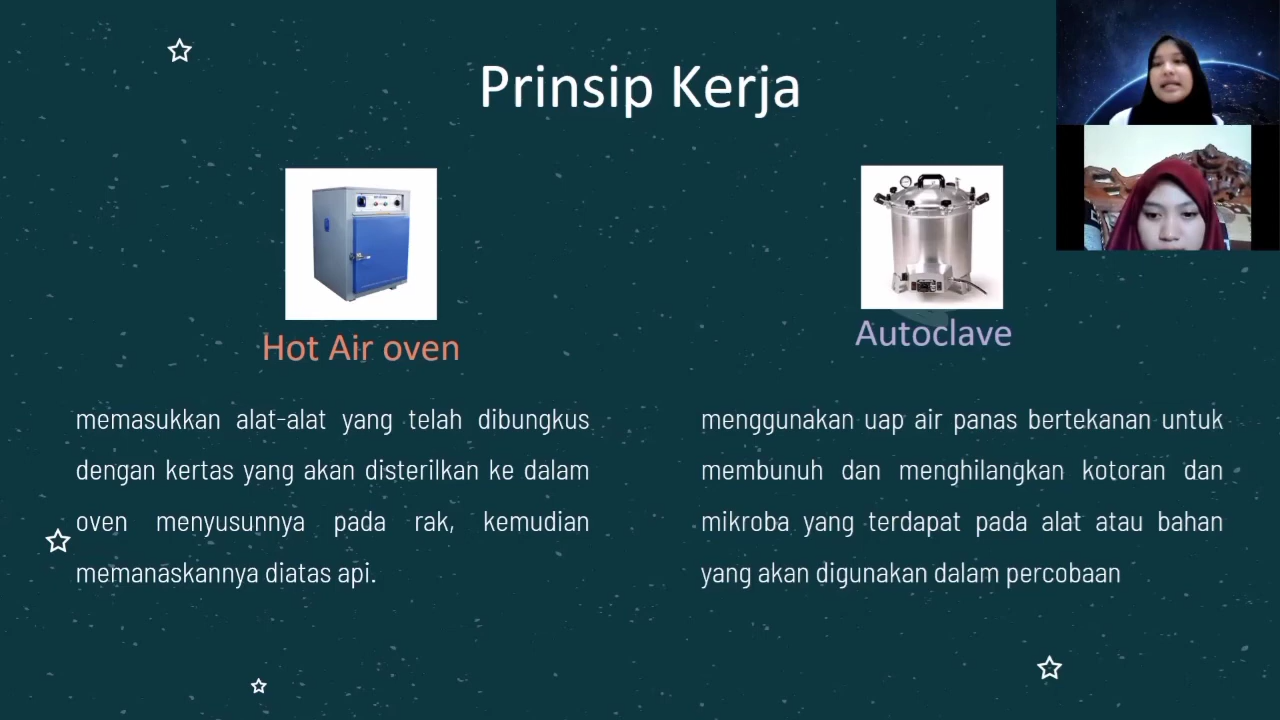 Prinsip Kerja
Hot Air oven
memasukkan alat-alat yang telah dibungkus
dengan kertas yang akan disterilkan ke dalam
oven menyusunnya pada rak, kemudian
memanaskannya diatas api.
Autoclave
menggunakan uap air panas bertekanan untuk
membunuh dan menghilangkan kotoran dan
mikroba yang terdapat pada alat atau bahan
yang akan digunakan dalam percobaan